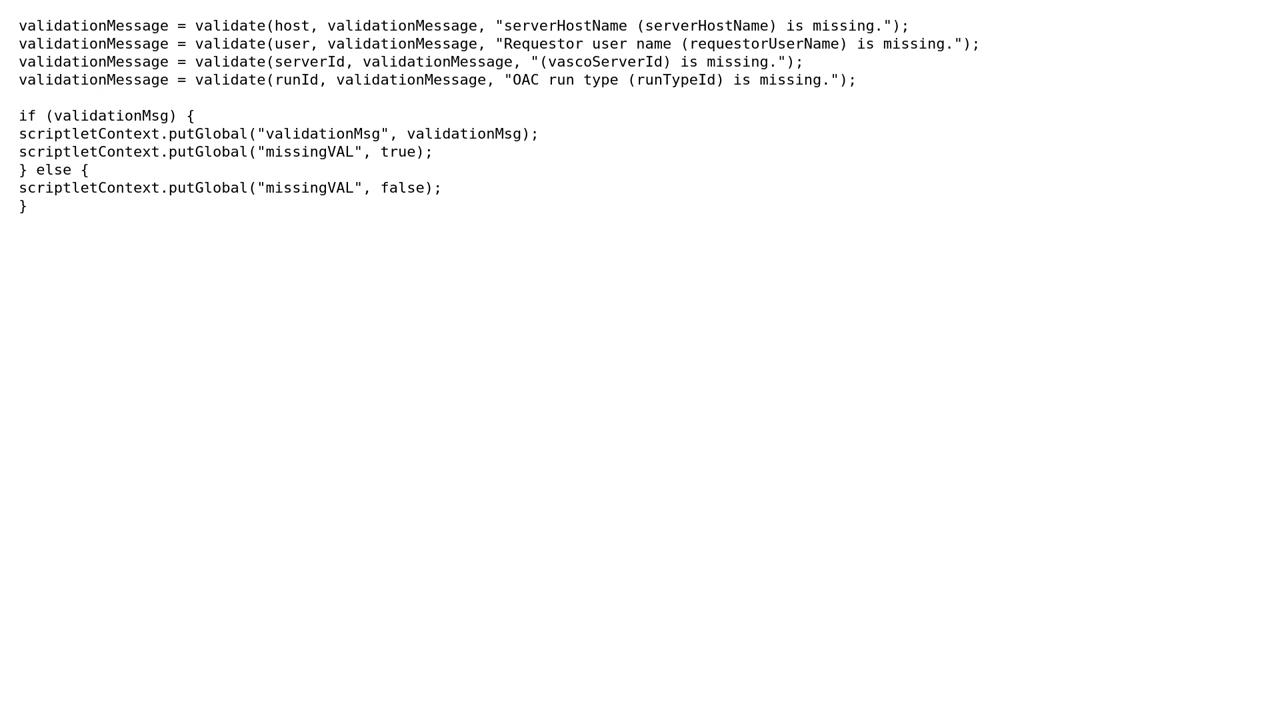 validationMessage = validate(host, validationMessage, "serverHostName (serverHostName) is missing.");
validationMessage = validate(user, validationMessage, "Requestor user name (requestorUserName) is missing.");
validationMessage = validate(serverId, validationMessage, "(vascoServerId) is missing.");
validationMessage = validate(runId, validationMessage, "OAC run type (runTypeId) is missing.");

if (validationMsg) {
scriptletContext.putGlobal("validationMsg", validationMsg);
scriptletContext.putGlobal("missingVAL", true);
} else {
scriptletContext.putGlobal("missingVAL", false);
}